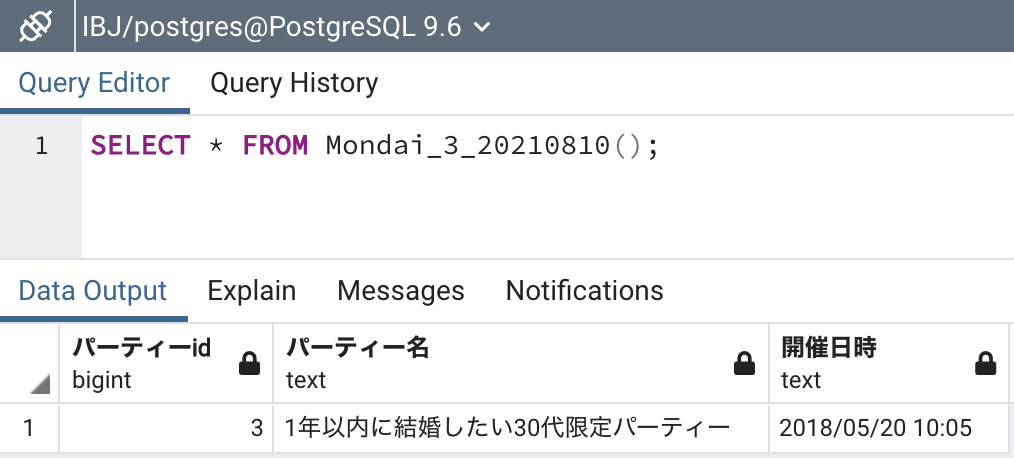 IBJ/postgres@PostgreSQL 9.6
Query Editor Query History
1 SELECT * FROM Mondai_3_20210810();
Data Output Explain Messages Notifications
パーティーid パーティー名 開催日時
bigint text text
1 3 1年以内に結婚したい30代限定パーティー 2018/05/20 10:05